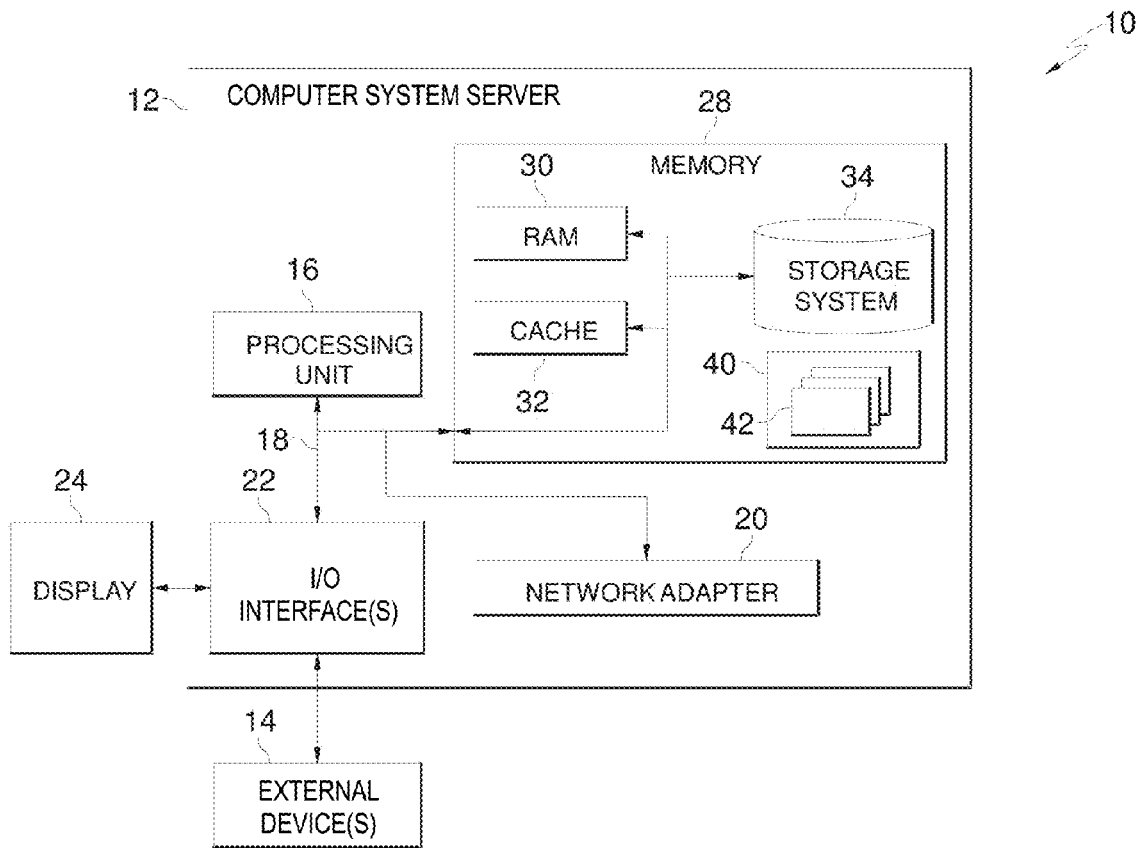 10
12
COMPUTER SYSTEM SERVER
28
MEMORY
30
RAM
34
STORAGE
SYSTEM
16
PROCESSING
UNIT
CACHE
32
40
42
18
24
22
20
DISPLAY
I/O
INTERFACE(S)
NETWORK ADAPTER
14
EXTERNAL
DEVICE(S)